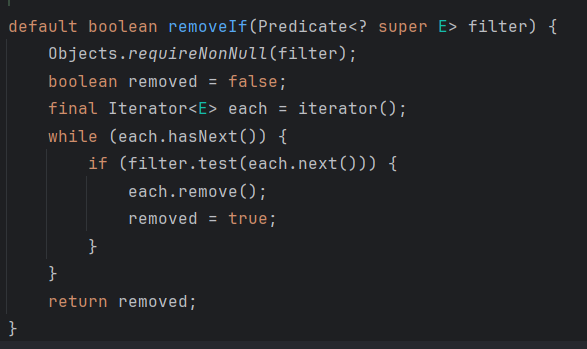 default boolean removeIf(Predicate<? super E> filter) {
    Objects.requireNonNull(filter);
    boolean removed = false;
    final Iterator<E> each = iterator();
    while (each.hasNext()) {
        if (filter.test(each.next())) {
            each.remove();
            removed = true;
        }
    }
    return removed;
}